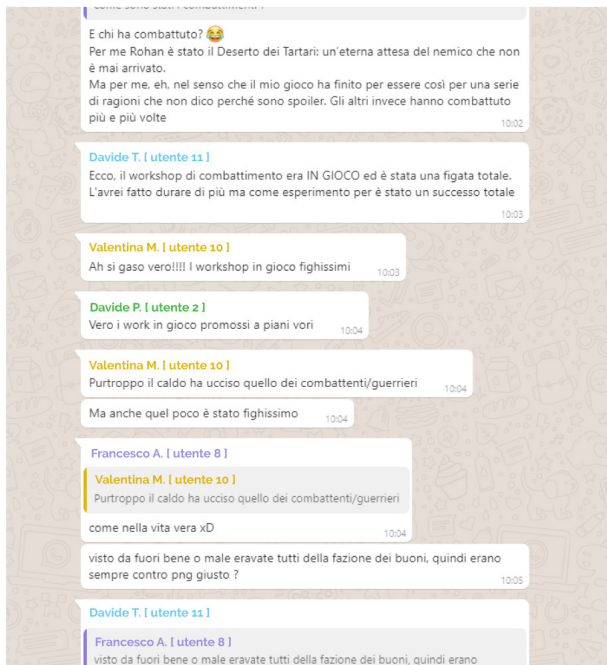 come sono stati i combattimenti ?
E chi ha combattuto? 😂
Per me Rohan è stato il Deserto dei Tartari: un'eterna attesa del nemico che non
è mai arrivato.
Ma per me, eh, nel senso che il mio gioco ha finito per essere così per una serie
di ragioni che non dico perché sono spoiler. Gli altri invece hanno combattuto
più e più volte
10:02
Davide T. [ utente 11 ]
Ecco, il workshop di combattimento era IN GIOCO ed è stata una figata totale.
L'avrei fatto durare di più ma come esperimento per è stato un successo totale
10:03
Valentina M. [ utente 10 ]
Ah si gaso vero!!!! I workshop in gioco fighissimi
10:03
Davide P. [ utente 2 ]
Vero i work in gioco promossi a piani vori
10:04
Valentina M. [ utente 10 ]
Purtroppo il caldo ha ucciso quello dei combattenti/guerrieri
10:04
Ma anche quel poco è stato fighissimo
10:04
Francesco A. [ utente 8 ]
Valentina M. [ utente 10 ]
Purtroppo il caldo ha ucciso quello dei combattenti/guerrieri
come nella vita vera xD
10:04
visto da fuori bene o male eravate tutti della fazione dei buoni, quindi erano
sempre contro png giusto ?
10:05
Davide T. [ utente 11 ]
Francesco A. [ utente 8 ]
visto da fuori bene o male eravate tutti della fazione dei buoni, quindi erano